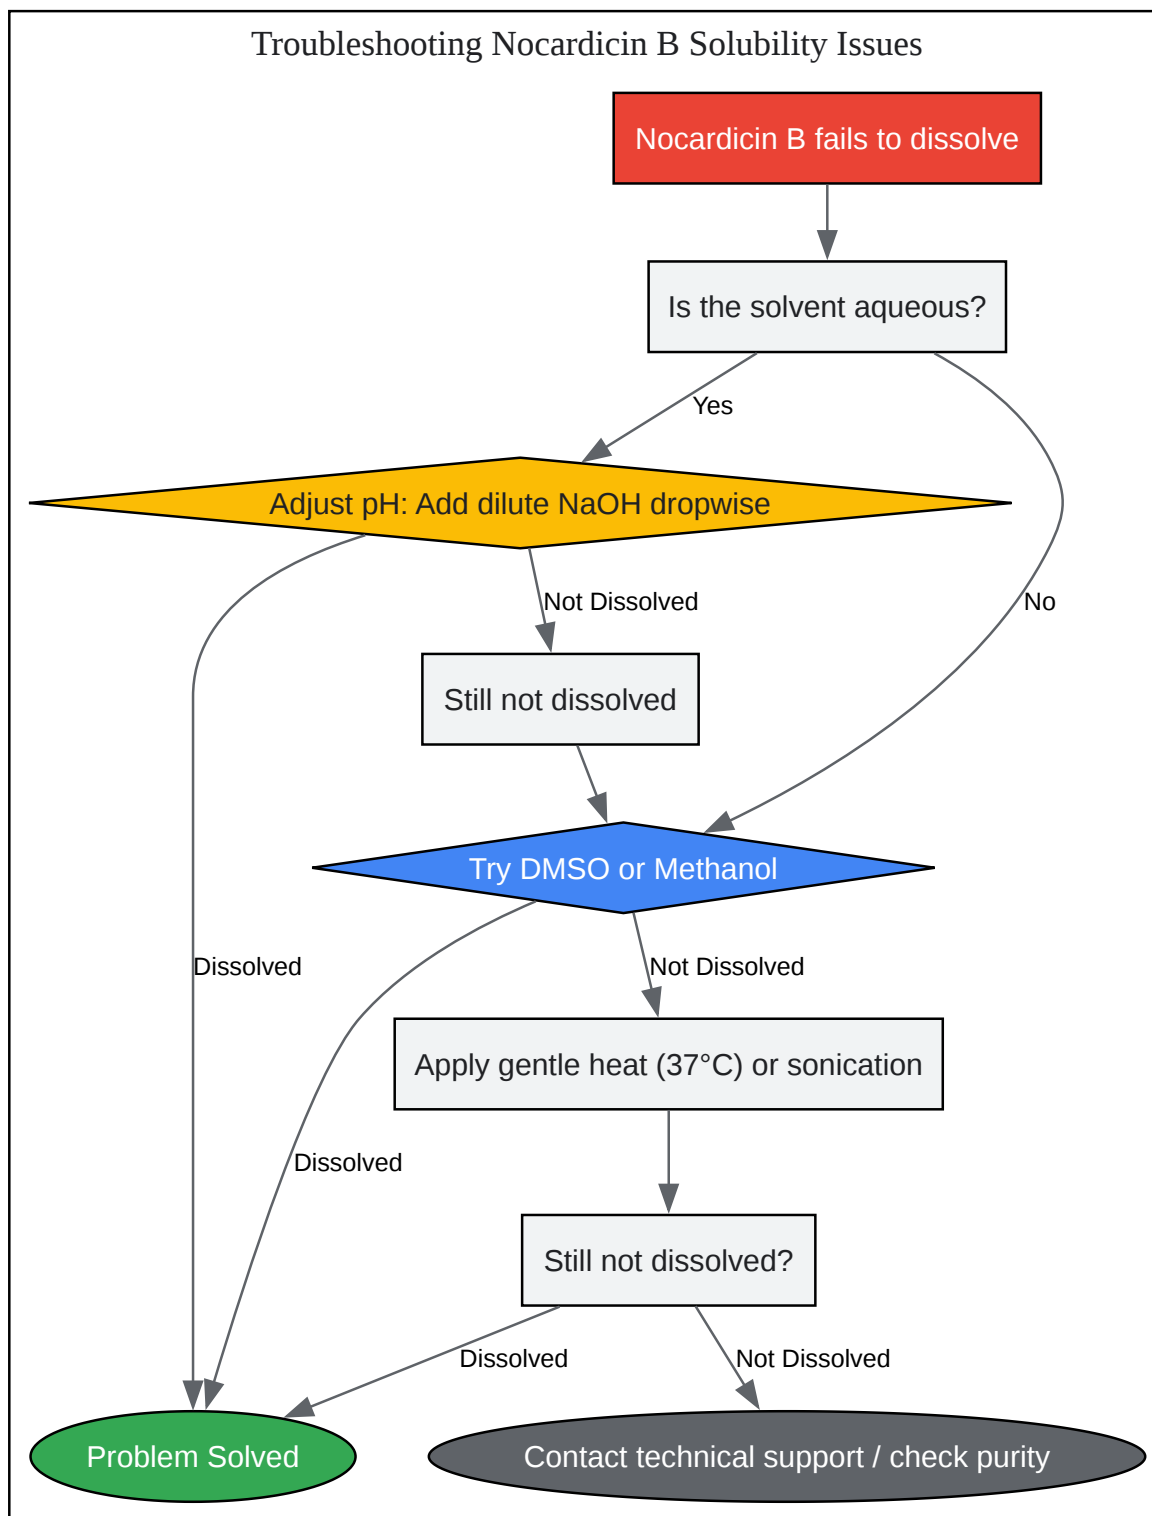 Troubleshooting Nocardicin B Solubility Issues
Nocardicin B fails to dissolve
Is the solvent aqueous?
Yes
Adjust pH: Add dilute NaOH dropwise
Not Dissolved
No
Still not dissolved
Try DMSO or Methanol
Dissolved
Not Dissolved
Apply gentle heat (37°C) or sonication
Dissolved
Still not dissolved?
Dissolved
Not Dissolved
Problem Solved
Contact technical support / check purity